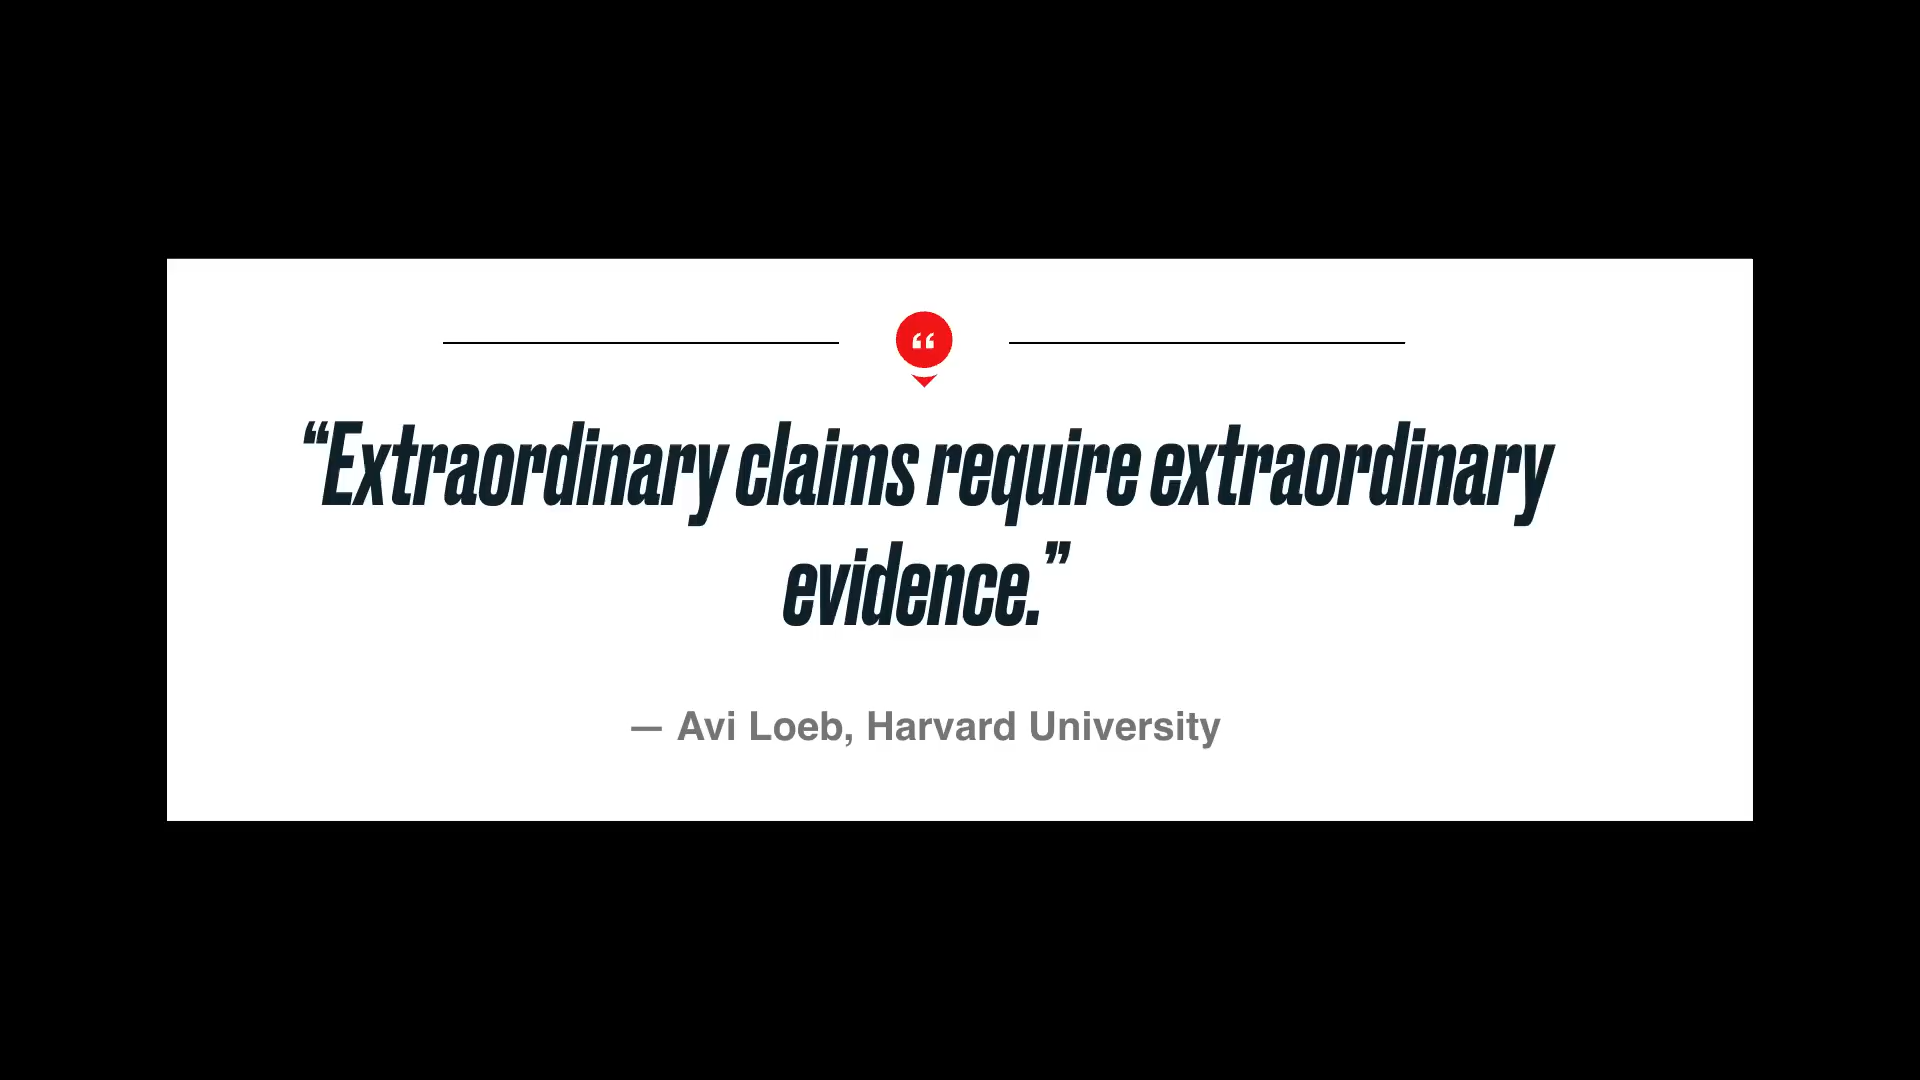 “Extraordinary claims require extraordinary
evidence.”
— Avi Loeb, Harvard University